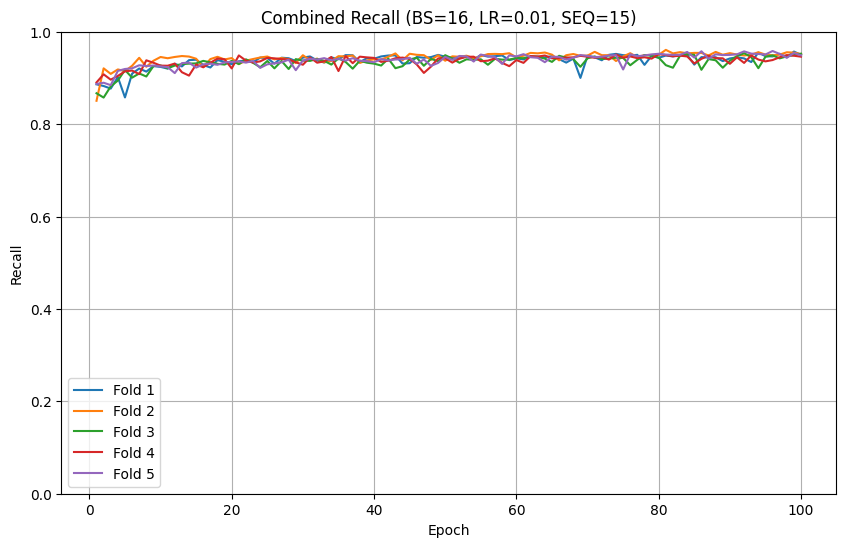 Combined Recall (BS=16, LR=0.01, SEQ=15)
1.0
0.8
0.6
0.4
0.2
0.0
Recall
Fold 1
Fold 2
Fold 3
Fold 4
Fold 5
0 20 40 60 80 100
Epoch